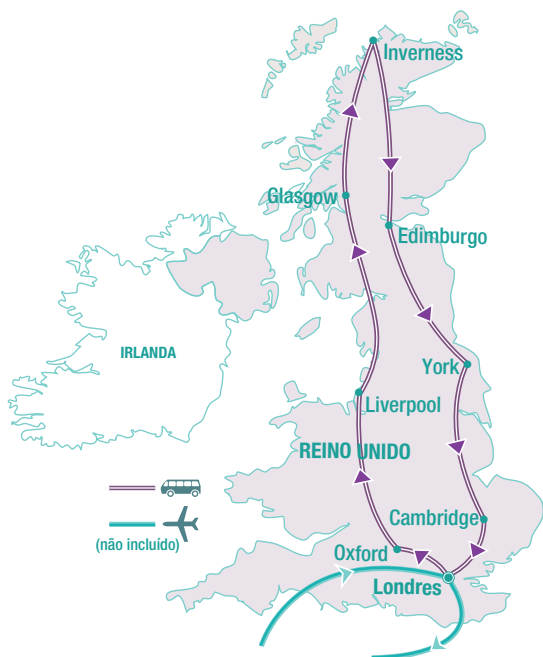 Inverness
Glasgow
Edimburgo
IRLANDA
York
Liverpool
REINO UNIDO
Cambridge
(não incluído)
Oxford
Londres